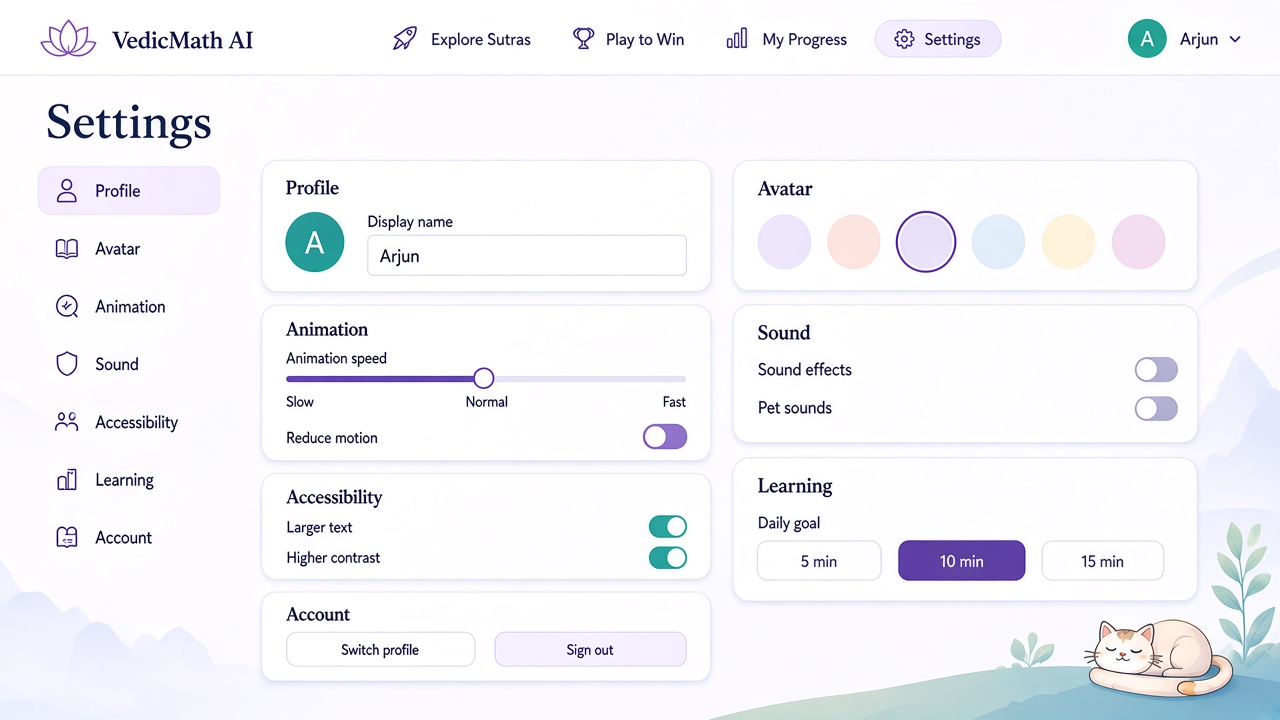 VedicMath AI
Explore Sutras
Play to Win
My Progress
Settings
A
Arjun
Settings
Profile
Avatar
Animation
Sound
Accessibility
Learning
Account
Profile
A
Display name
Arjun
Animation
Animation speed
Slow Normal Fast
Reduce motion
Accessibility
Larger text
Higher contrast
Account
Switch profile
Sign out
Avatar
Sound
Sound effects
Pet sounds
Learning
Daily goal
5 min
10 min
15 min